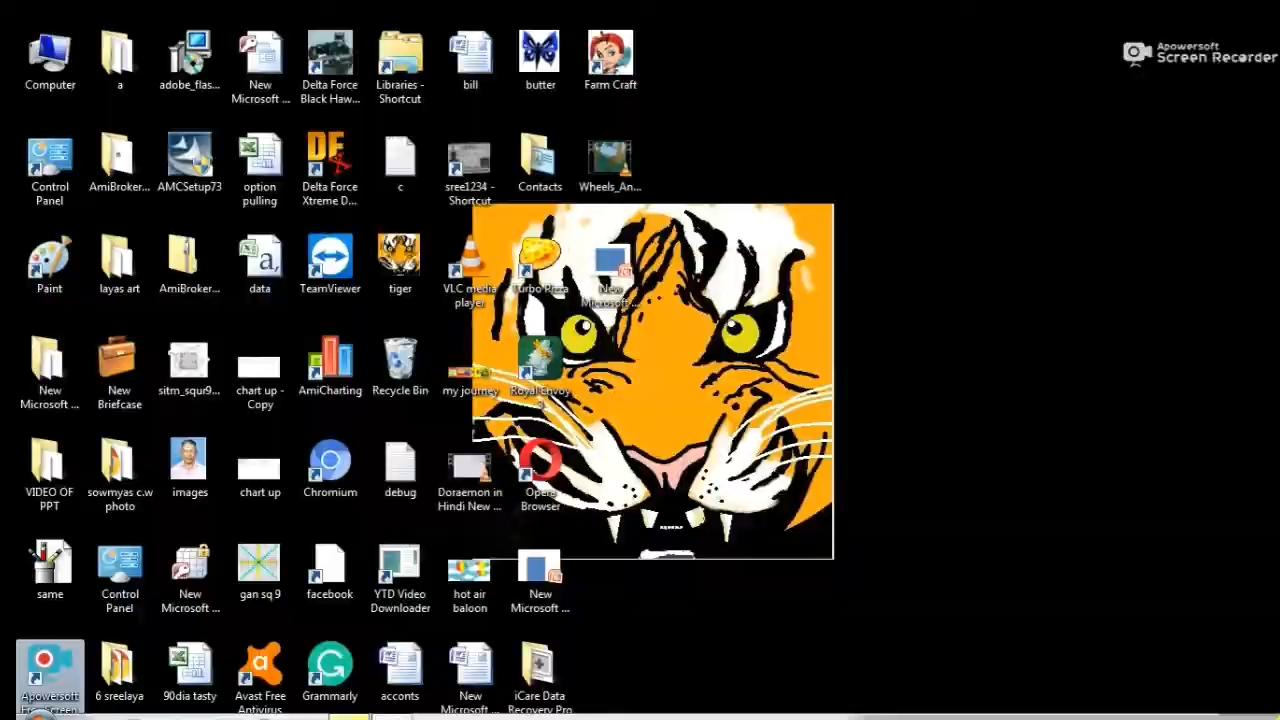 Apowersoft
Screen Recorder
Computer
a
adobe_flas...
New
Microsoft ...
Delta Force
Black Haw...
Libraries -
Shortcut
bill
butter
Farm Craft
Control
Panel
AmiBroker...
AMCSetup73
option
pulling
Delta Force
Xtreme D...
c
sree1234 -
Shortcut
Contacts
Wheels_An...
Paint
layas art
AmiBroker...
data
TeamViewer
tiger
VLC media
player
Turbo Pizza
New
Microsoft ...
New
Microsoft ...
New
Briefcase
sitm_squr9...
chart up -
Copy
AmiCharting
Recycle Bin
my journey
Royal Envoy
VIDEO OF
PPT
sowmyas c.w
photo
images
chart up
Chromium
debug
Doraemon in
Hindi New ...
Opera
Browser
same
Control
Panel
New
Microsoft ...
gan sq 9
facebook
YTD Video
Downloader
hot air
baloon
New
Microsoft ...
Apowersoft
Free Screen
6 sreelaya
90dia tasty
Avast Free
Antivirus
Grammarly
acconts
New
Microsoft ...
iCare Data
Recovery Pro